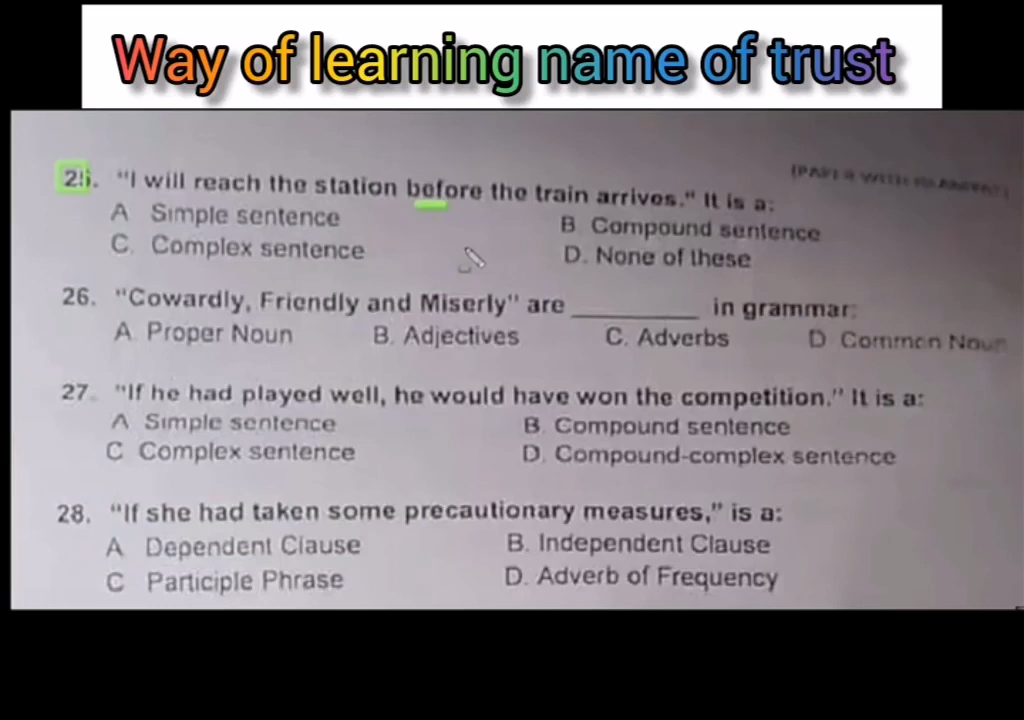 Way of learning name of trust
25. "I will reach the station before the train arrives." It is a:
A Simple sentence B Compound sentence
C. Complex sentence D. None of these
26. "Cowardly, Friendly and Miserly" are ________ in grammar:
A. Proper Noun B. Adjectives C. Adverbs D Common Noun
27. "If he had played well, he would have won the competition." It is a:
A Simple sentence B. Compound sentence
C Complex sentence D. Compound-complex sentence
28. "If she had taken some precautionary measures," is a:
A Dependent Clause B. Independent Clause
C Participle Phrase D. Adverb of Frequency